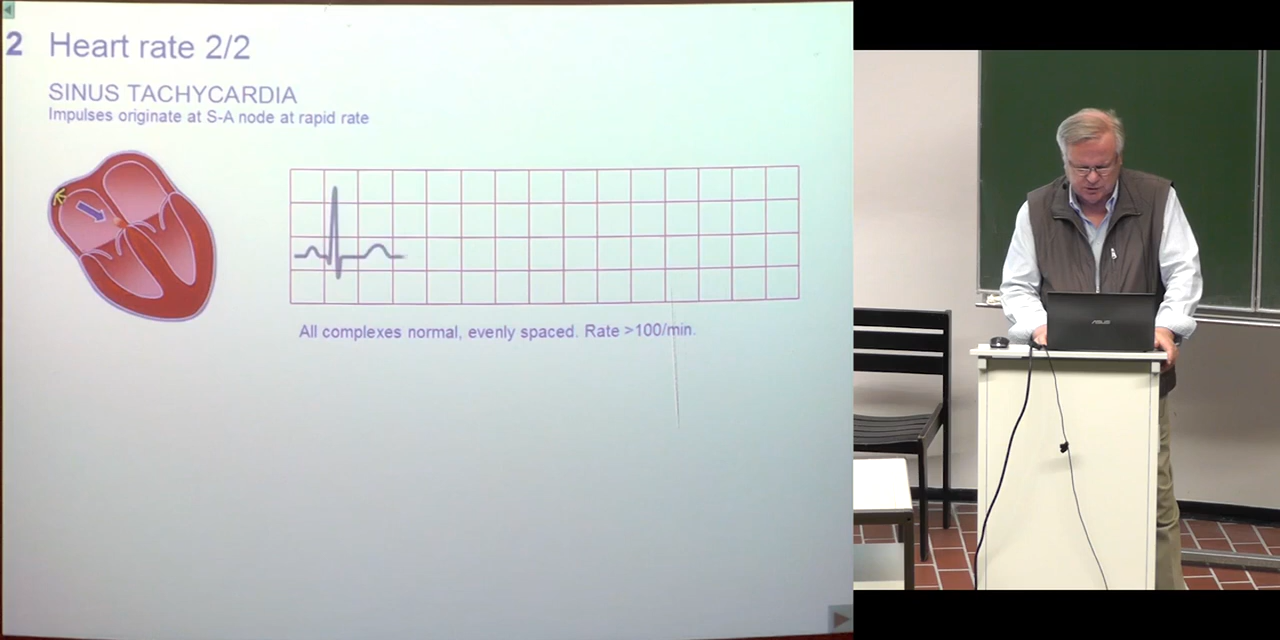 2 Heart rate 2/2
SINUS TACHYCARDIA
Impulses originate at S-A node at rapid rate
All complexes normal, evenly spaced. Rate >100/min.
ASUS